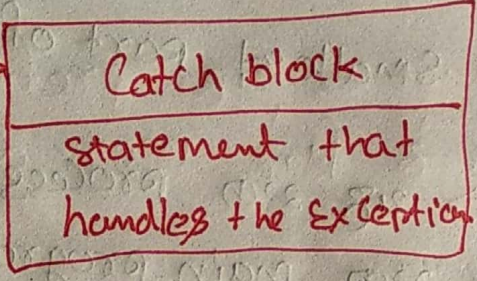 Catch block
statement that
handles the Exception